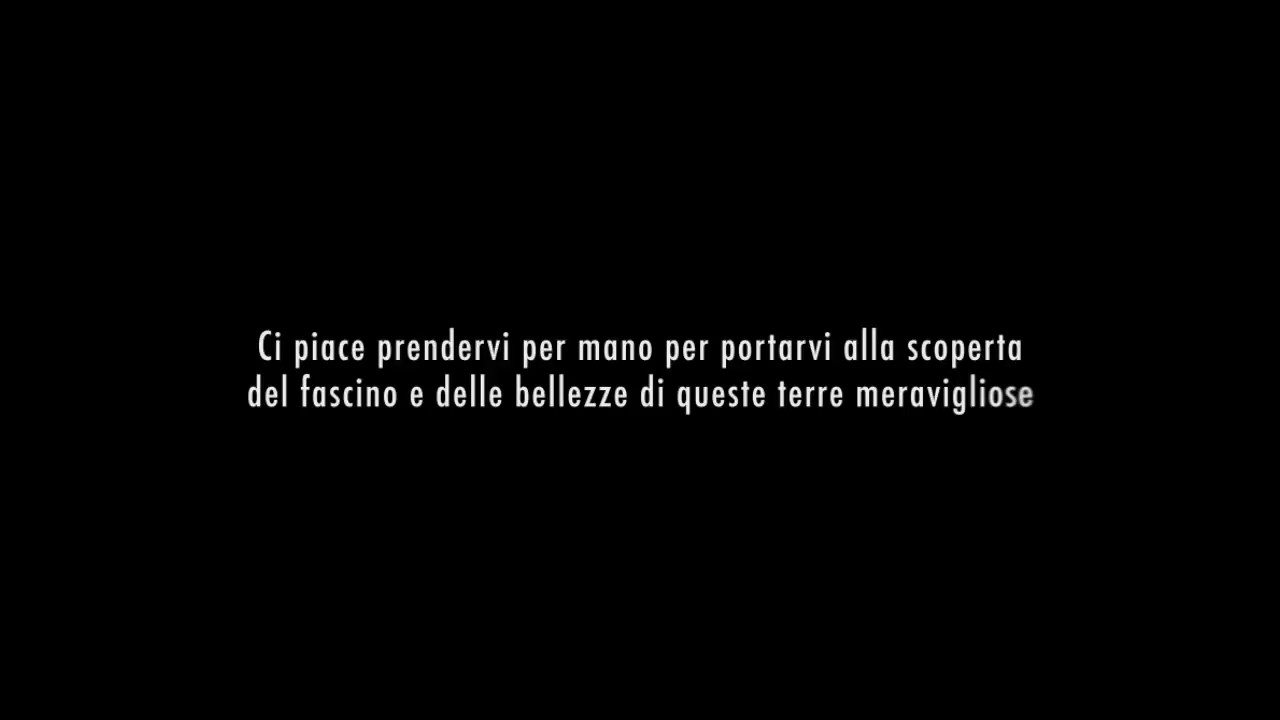 Ci piace prendervi per mano per portarvi alla scoperta
del fascino e delle bellezze di queste terre meravigliose